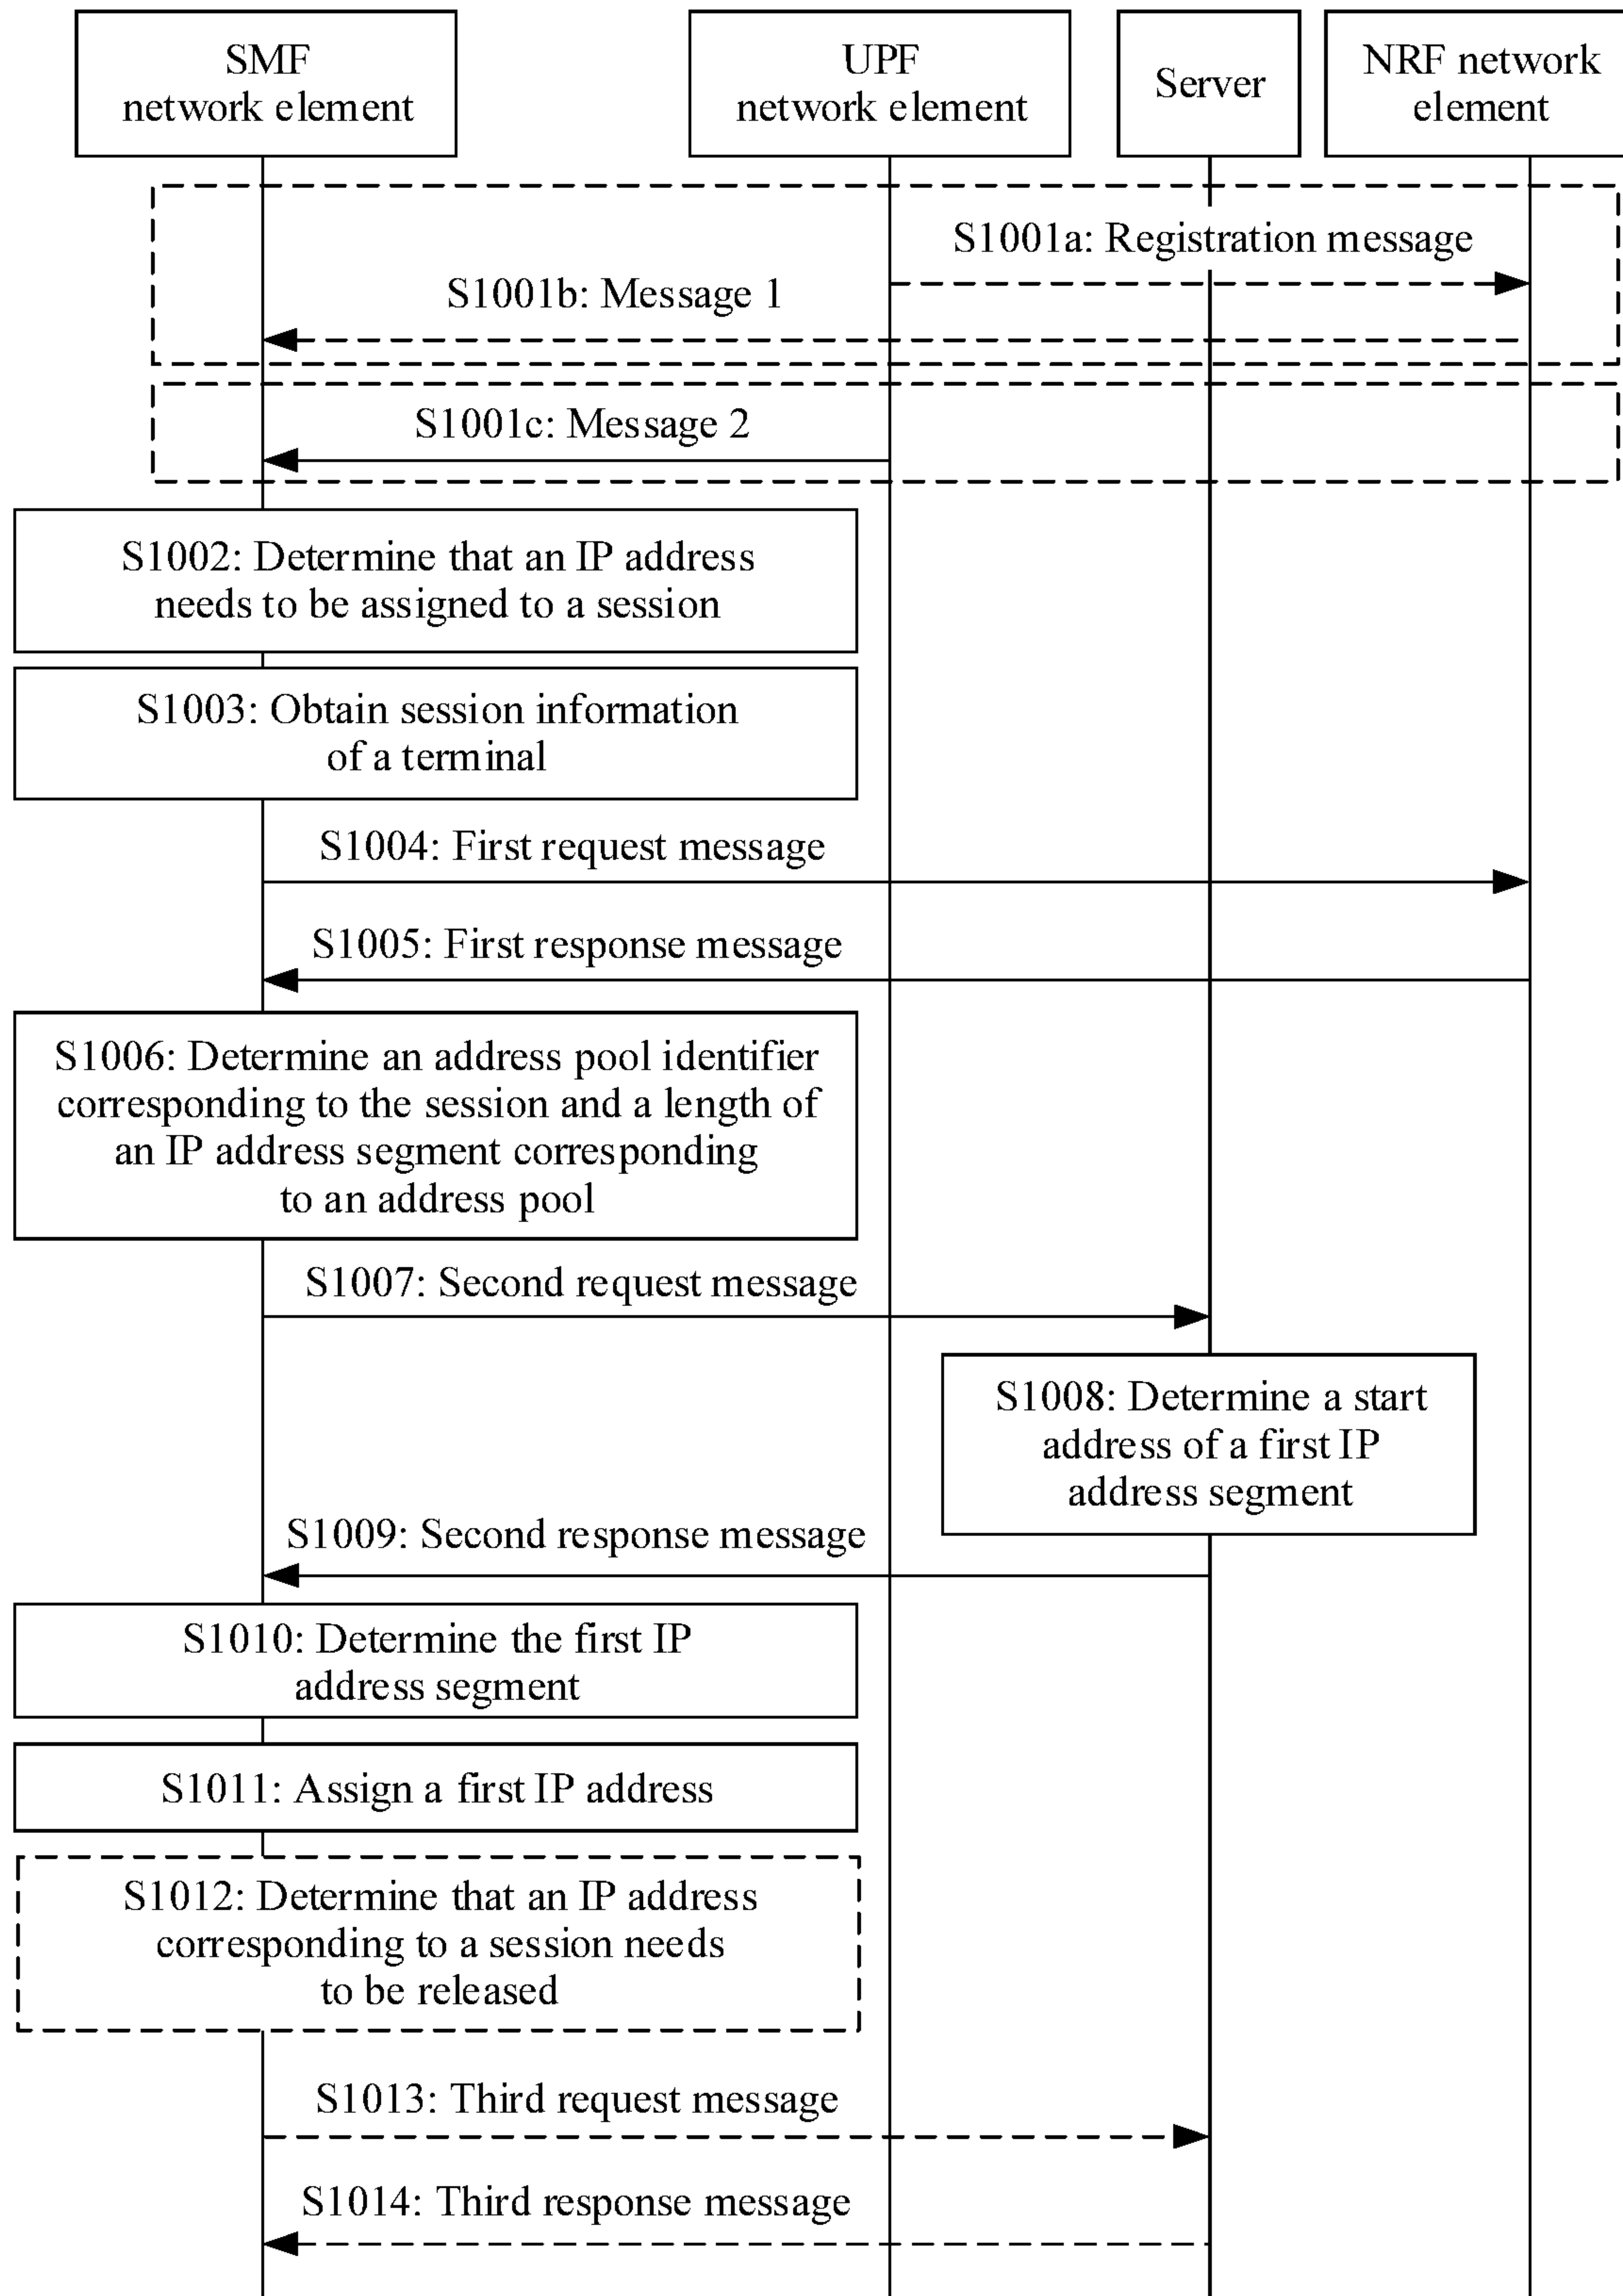 SMF
network element
UPF
network element
Server
NRF network
element
S1001a: Registration message
S1001b: Message 1
S1001c: Message 2
S1002: Determine that an IP address
needs to be assigned to a session
S1003: Obtain session information
of a terminal
S1004: First request message
S1005: First response message
S1006: Determine an address pool identifier
corresponding to the session and a length of
an IP address segment corresponding
to an address pool
S1007: Second request message
S1008: Determine a start
address of a first IP
address segment
S1009: Second response message
S1010: Determine the first IP
address segment
S1011: Assign a first IP address
S1012: Determine that an IP address
corresponding to a session needs
to be released
S1013: Third request message
S1014: Third response message